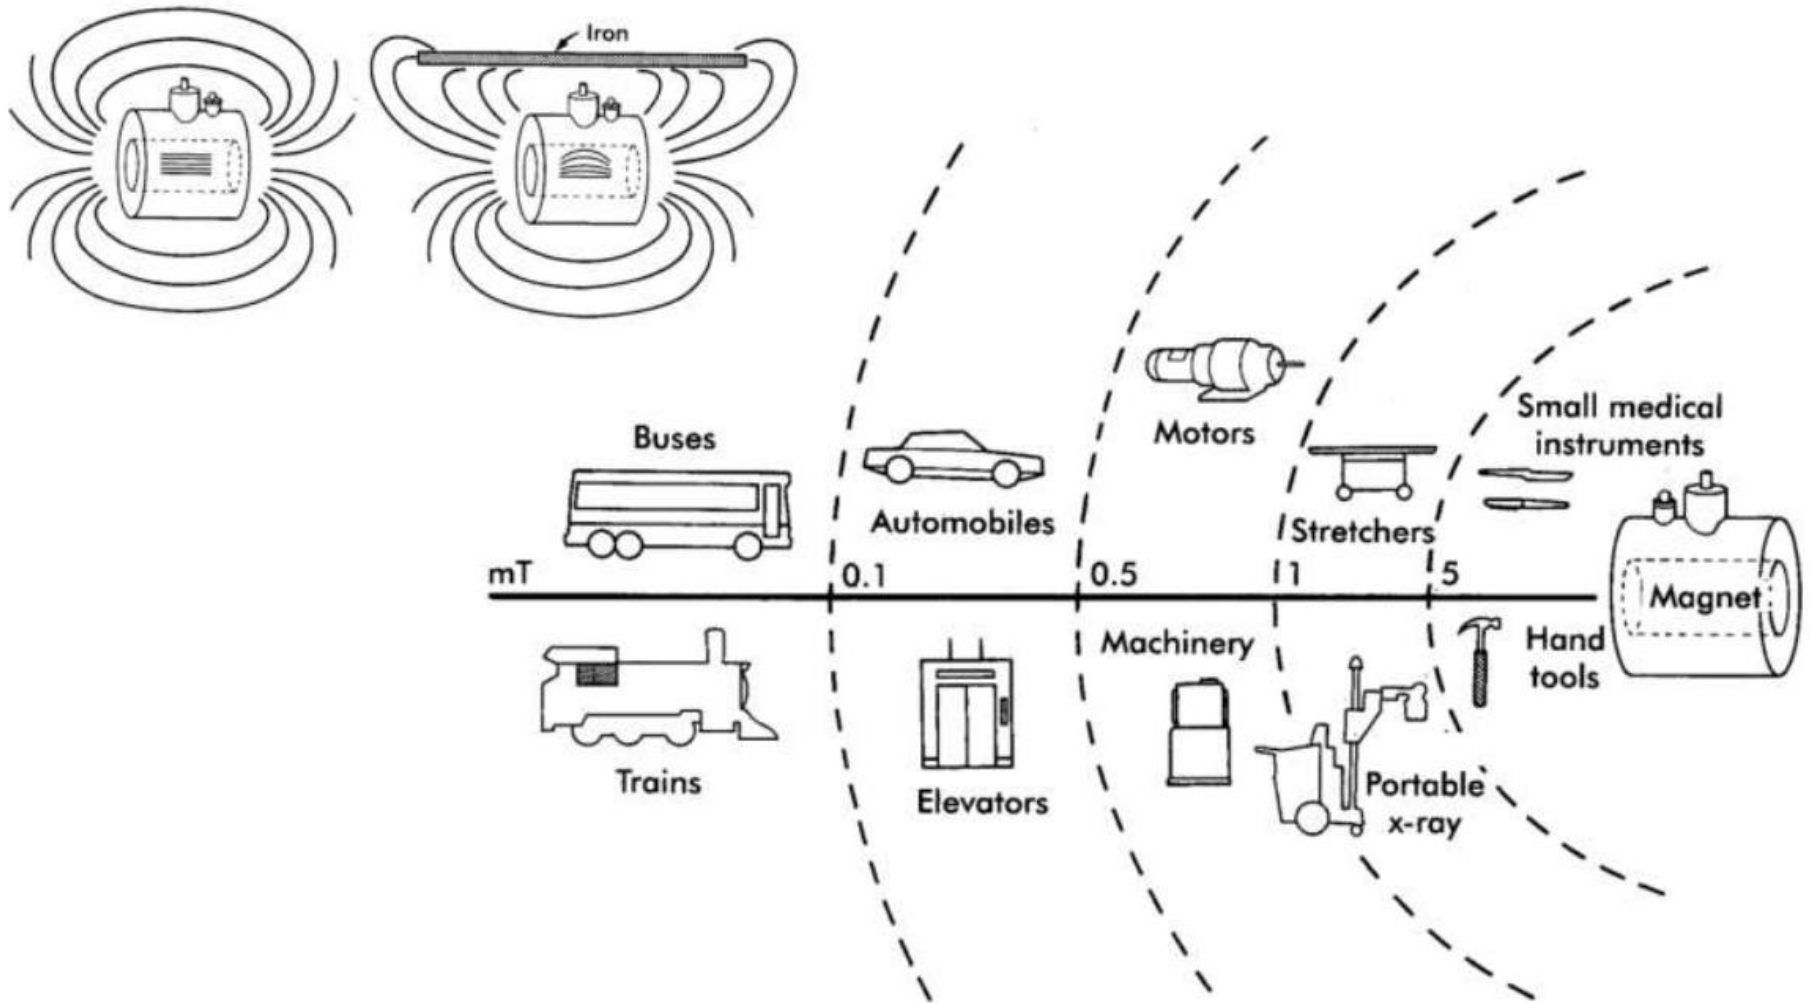 Iron
Small medical
instruments
Buses
Motors
Automobiles
Stretchers
mT
0.1
0.5
1
5
Magnet
Machinery
Hand
tools
Trains
Elevators
Portable
x-ray